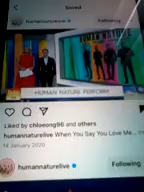 Saved
humannaturelive
Following
HUMAN NATURE PERFORM
Liked by chloeong96 and others
humannaturelive When You Say You Love Me...
14 January 2020
humannaturelive
Following